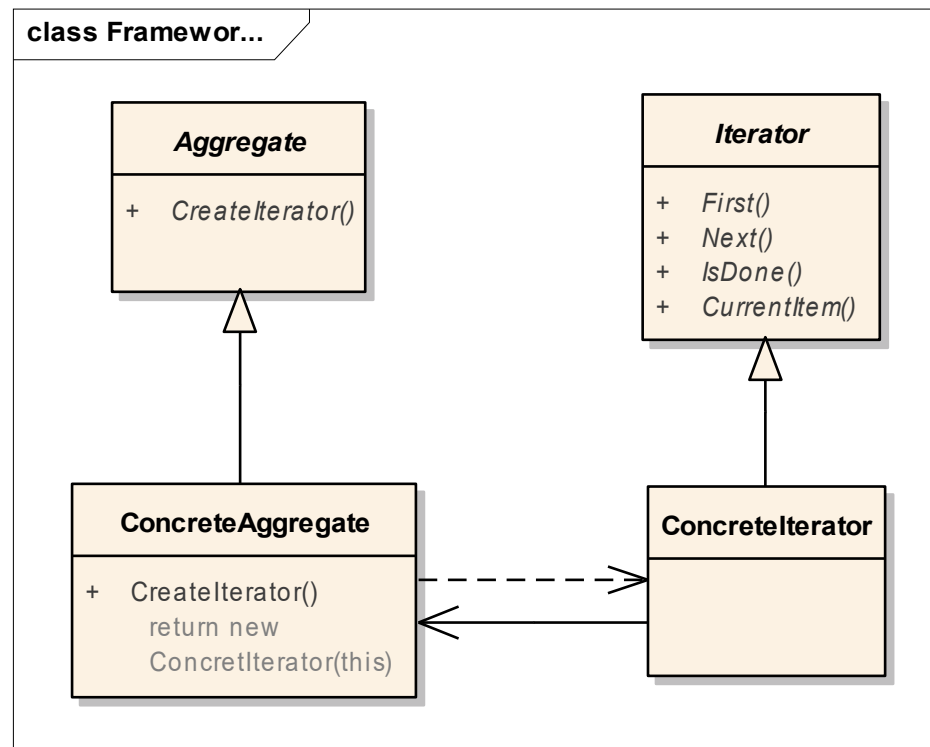 class Framewor...
Aggregate
+ CreateIterator()
Iterator
+ First()
+ Next()
+ IsDone()
+ CurrentItem()
ConcreteAggregate
+ CreateIterator()
return new
ConcretIterator(this)
ConcreteIterator